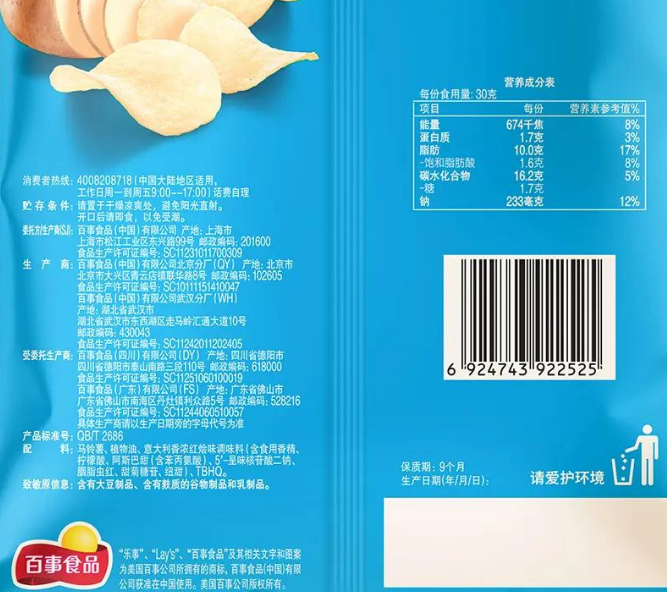 消费者热线: 4008208718(中国大陆地区适用,
工作日周一到周五9:00--17:00)话费自理
贮存条件: 请置于干燥凉爽处, 避免阳光直射。
开口后请即食, 以免受潮。
委托方/生产商(SJ): 百事食品(中国)有限公司 产地: 上海市
上海市松江工业区东兴路99号 邮政编码: 201600
食品生产许可证编号: SC11231011700309
生产商: 百事食品(中国)有限公司北京分厂(QY) 产地: 北京市
北京市大兴区青云店镇联华路8号 邮政编码: 102605
食品生产许可证编号: SC10111151410047
百事食品(中国)有限公司武汉分厂(WH)
产地: 湖北省武汉市
湖北省武汉市东西湖区走马岭汇通大道10号
邮政编码: 430043
食品生产许可证编号: SC11242011202405
受委托生产商: 百事食品(四川)有限公司(DY) 产地: 四川省德阳市
四川省德阳市泰山南路三段110号 邮政编码: 618000
食品生产许可证编号: SC11251060100019
百事食品(广东)有限公司(FS) 产地: 广东省佛山市
广东省佛山市南海区丹灶镇利众路5号 邮政编码: 528216
食品生产许可证编号: SC11244060510057
具体生产商请以生产日期旁的字母代号为准
产品标准号: QB/T 2686
配料: 马铃薯、植物油、意大利香浓红烩味调味料(含食用香精、
柠檬酸、阿斯巴甜(含苯丙氨酸)、5'-呈味核苷酸二钠、
胭脂虫红、甜菊糖苷、纽甜)、TBHQ。
致敏原信息: 含有大豆制品、含有麸质的谷物制品和乳制品。
百事食品
"乐事"、"Lay's"、"百事食品"及其相关文字和图案
为美国百事公司所拥有的商标, 百事食品(中国)有限
公司获准在中国使用。美国百事公司版权所有。
营养成分表
每份食用量: 30克
项目 每份 营养素参考值%
能量 674千焦 8%
蛋白质 1.7克 3%
脂肪 10.0克 17%
-饱和脂肪酸 1.6克 8%
碳水化合物 16.2克 5%
-糖 1.7克
钠 233毫克 12%
6 924743 922525
保质期: 9个月
生产日期(年/月/日):
请爱护环境